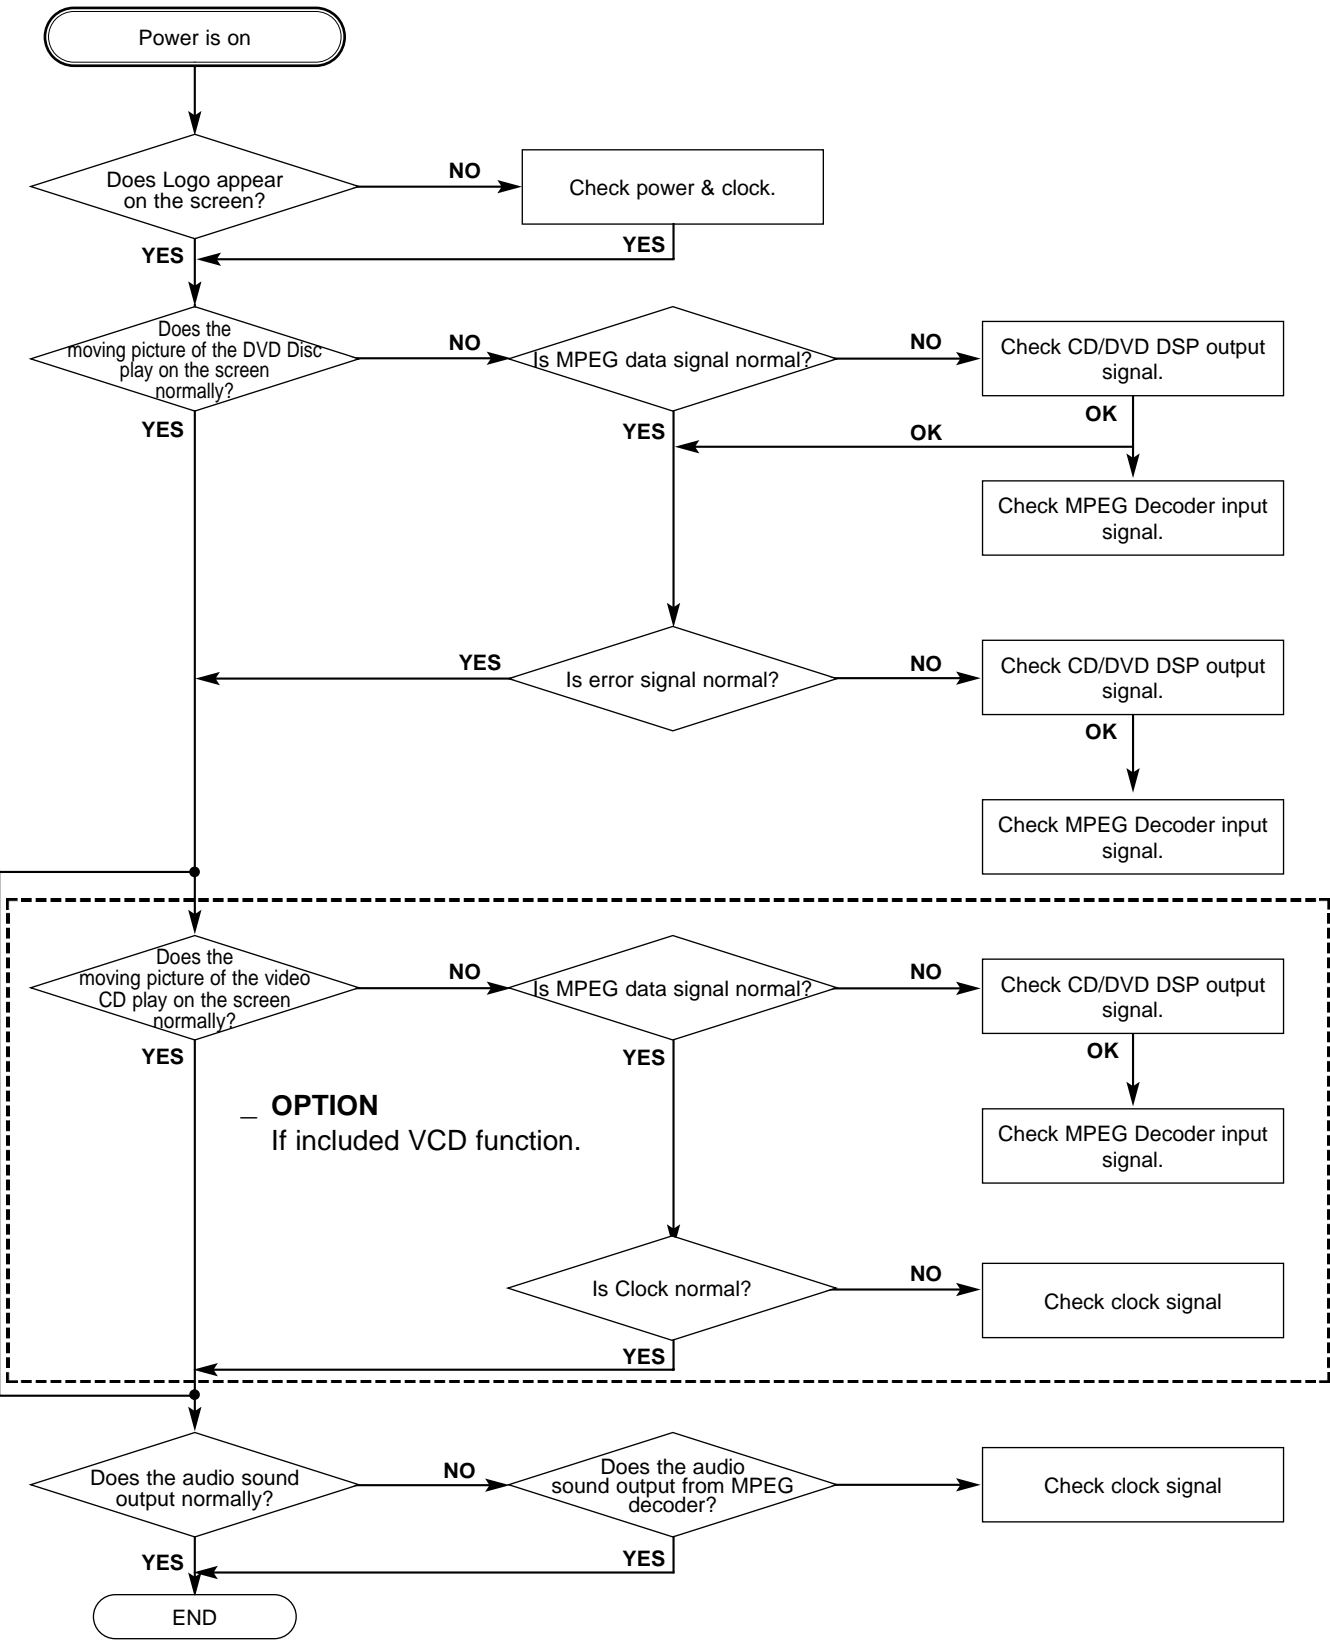 Power is on
Does Logo appear
on the screen?
NO
Check power & clock.
YES
YES
Does the
moving picture of the DVD Disc
play on the screen
normally?
NO
Is MPEG data signal normal?
NO
Check CD/DVD DSP output
signal.
YES
YES
OK
OK
Check MPEG Decoder input
signal.
YES
Is error signal normal?
NO
Check CD/DVD DSP output
signal.
OK
Check MPEG Decoder input
signal.
Does the
moving picture of the video
CD play on the screen
normally?
NO
Is MPEG data signal normal?
NO
Check CD/DVD DSP output
signal.
YES
YES
OK
_ OPTION
If included VCD function.
Check MPEG Decoder input
signal.
Is Clock normal?
NO
Check clock signal
YES
Does the audio sound
output normally?
NO
Does the audio
sound output from MPEG
decoder?
Check clock signal
YES
YES
END